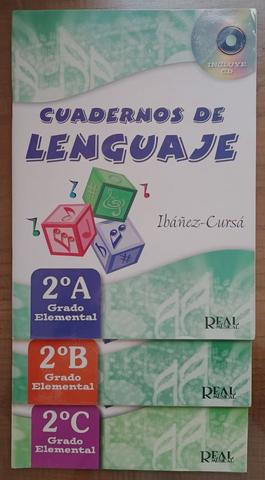 INCLUYE
CD
CUADERNOS DE
LENGUAJE
Ibáñez-Cursá
2ºA
Grado
Elemental
REAL
MUSICAL
2ºB
Grado
Elemental
REAL
MUSICAL
2ºC
Grado
Elemental
REAL
MUSICAL